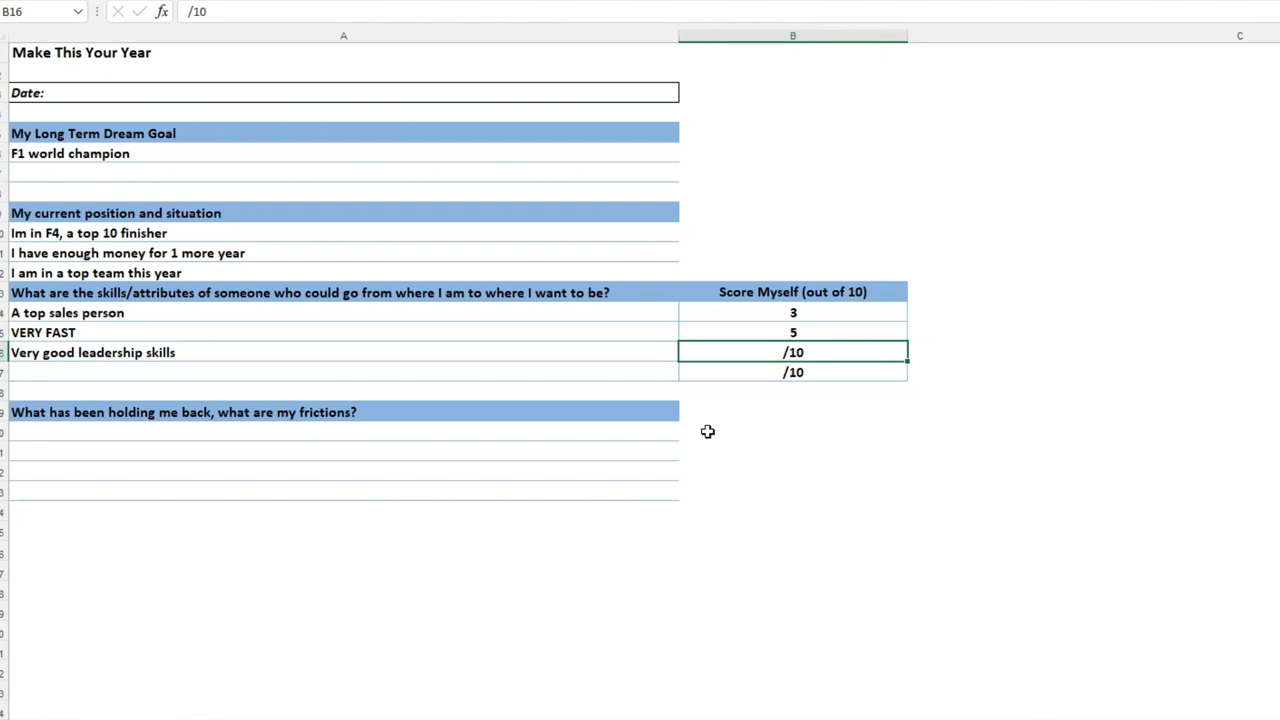 B16 fx /10
A B C
Make This Your Year
Date:
My Long Term Dream Goal
F1 world champion
My current position and situation
Im in F4, a top 10 finisher
I have enough money for 1 more year
I am in a top team this year
What are the skills/attributes of someone who could go from where I am to where I want to be? Score Myself (out of 10)
A top sales person 3
VERY FAST 5
Very good leadership skills /10
/10
What has been holding me back, what are my frictions?